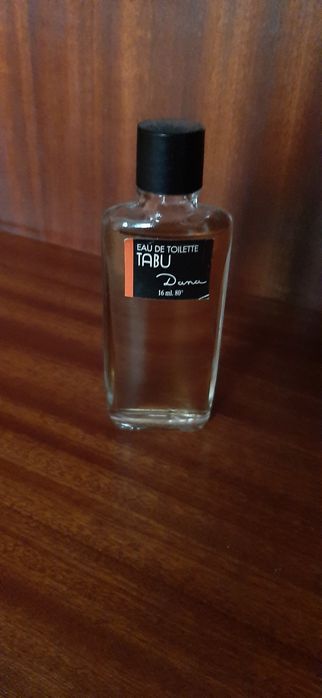 EAU DE TOILETTE
TABU
Dana
16 ml. 80°